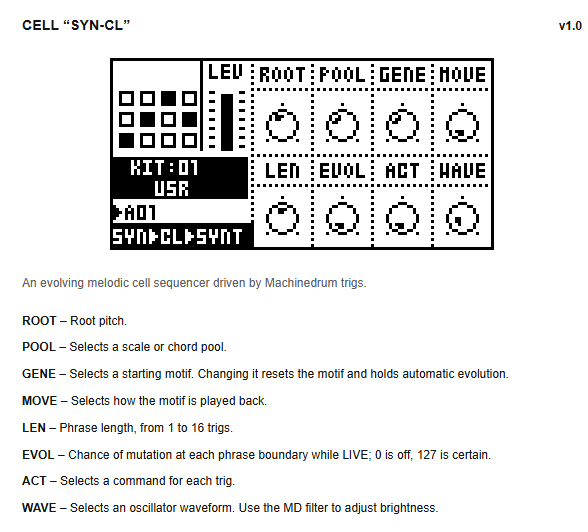 CELL “SYN-CL”
v1.0
LEV ROOT POOL GENE MOVE
KIT:01
USR
LEN EVOL ACT WAVE
A01
SYN CL SYNT
An evolving melodic cell sequencer driven by Machinedrum trigs.
ROOT – Root pitch.
POOL – Selects a scale or chord pool.
GENE – Selects a starting motif. Changing it resets the motif and holds automatic evolution.
MOVE – Selects how the motif is played back.
LEN – Phrase length, from 1 to 16 trigs.
EVOL – Chance of mutation at each phrase boundary while LIVE; 0 is off, 127 is certain.
ACT – Selects a command for each trig.
WAVE – Selects an oscillator waveform. Use the MD filter to adjust brightness.